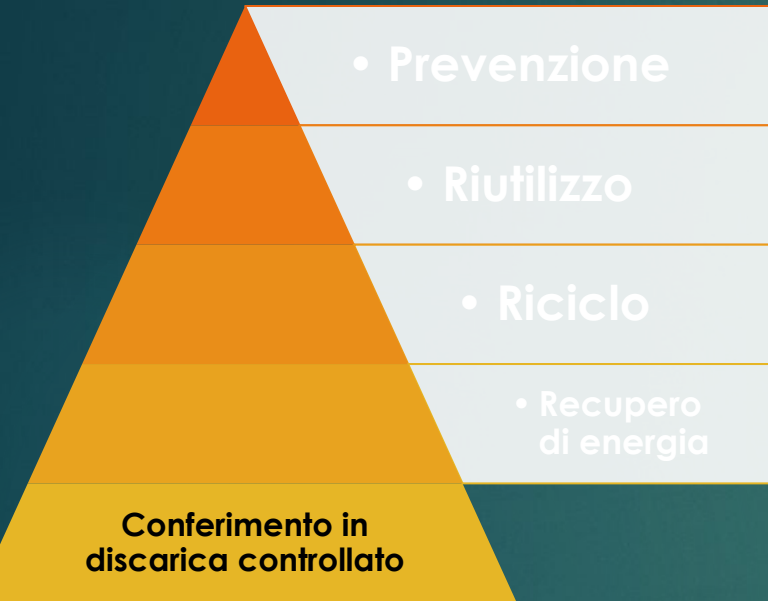 • Prevenzione
• Riutilizzo
• Riciclo
• Recupero
di energia
Conferimento in
discarica controllato